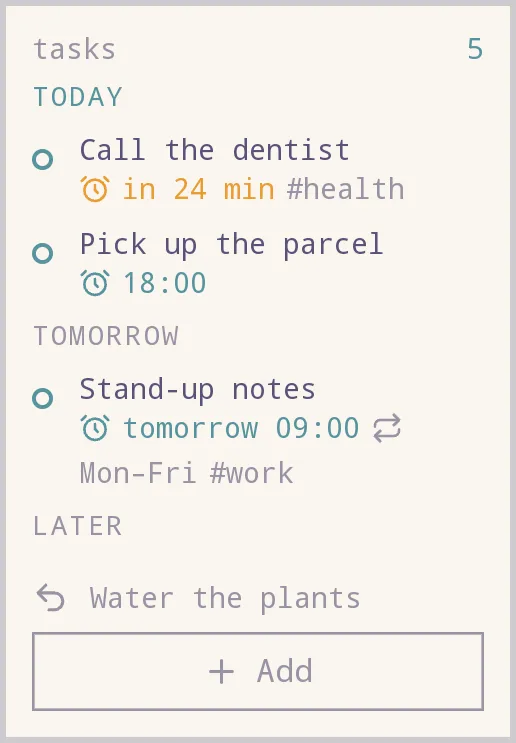 tasks 5
TODAY
Call the dentist
in 24 min #health
Pick up the parcel
18:00
TOMORROW
Stand-up notes
tomorrow 09:00
Mon-Fri #work
LATER
Water the plants
+ Add